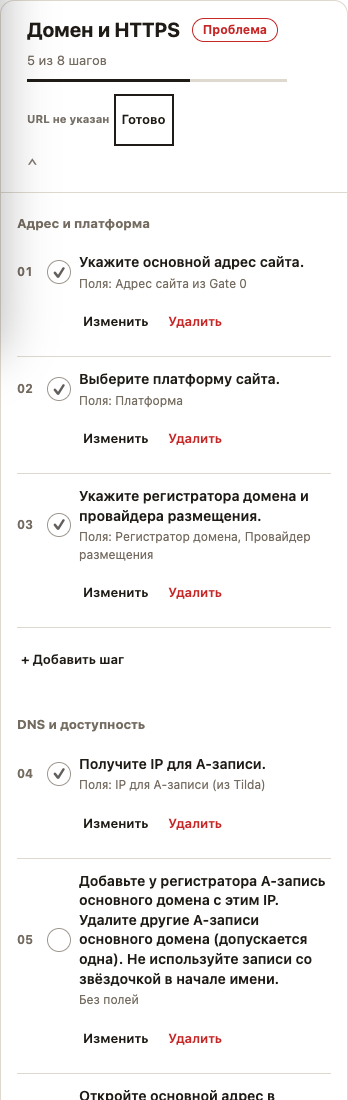 Домен и HTTPS Проблема
5 из 8 шагов
URL не указан Готово
Адрес и платформа
01 Укажите основной адрес сайта.
Поля: Адрес сайта из Gate 0
Изменить Удалить
02 Выберите платформу сайта.
Поля: Платформа
Изменить Удалить
03 Укажите регистратора домена и
провайдера размещения.
Поля: Регистратор домена, Провайдер
размещения
Изменить Удалить
+ Добавить шаг
DNS и доступность
04 Получите IP для А-записи.
Поля: IP для А-записи (из Tilda)
Изменить Удалить
Добавьте у регистратора А-запись
основного домена с этим IP.
Удалите другие А-записи
05 основного домена (допускается
одна). Не используйте записи со
звёздочкой в начале имени.
Без полей
Изменить Удалить
Откройте основной адрес в